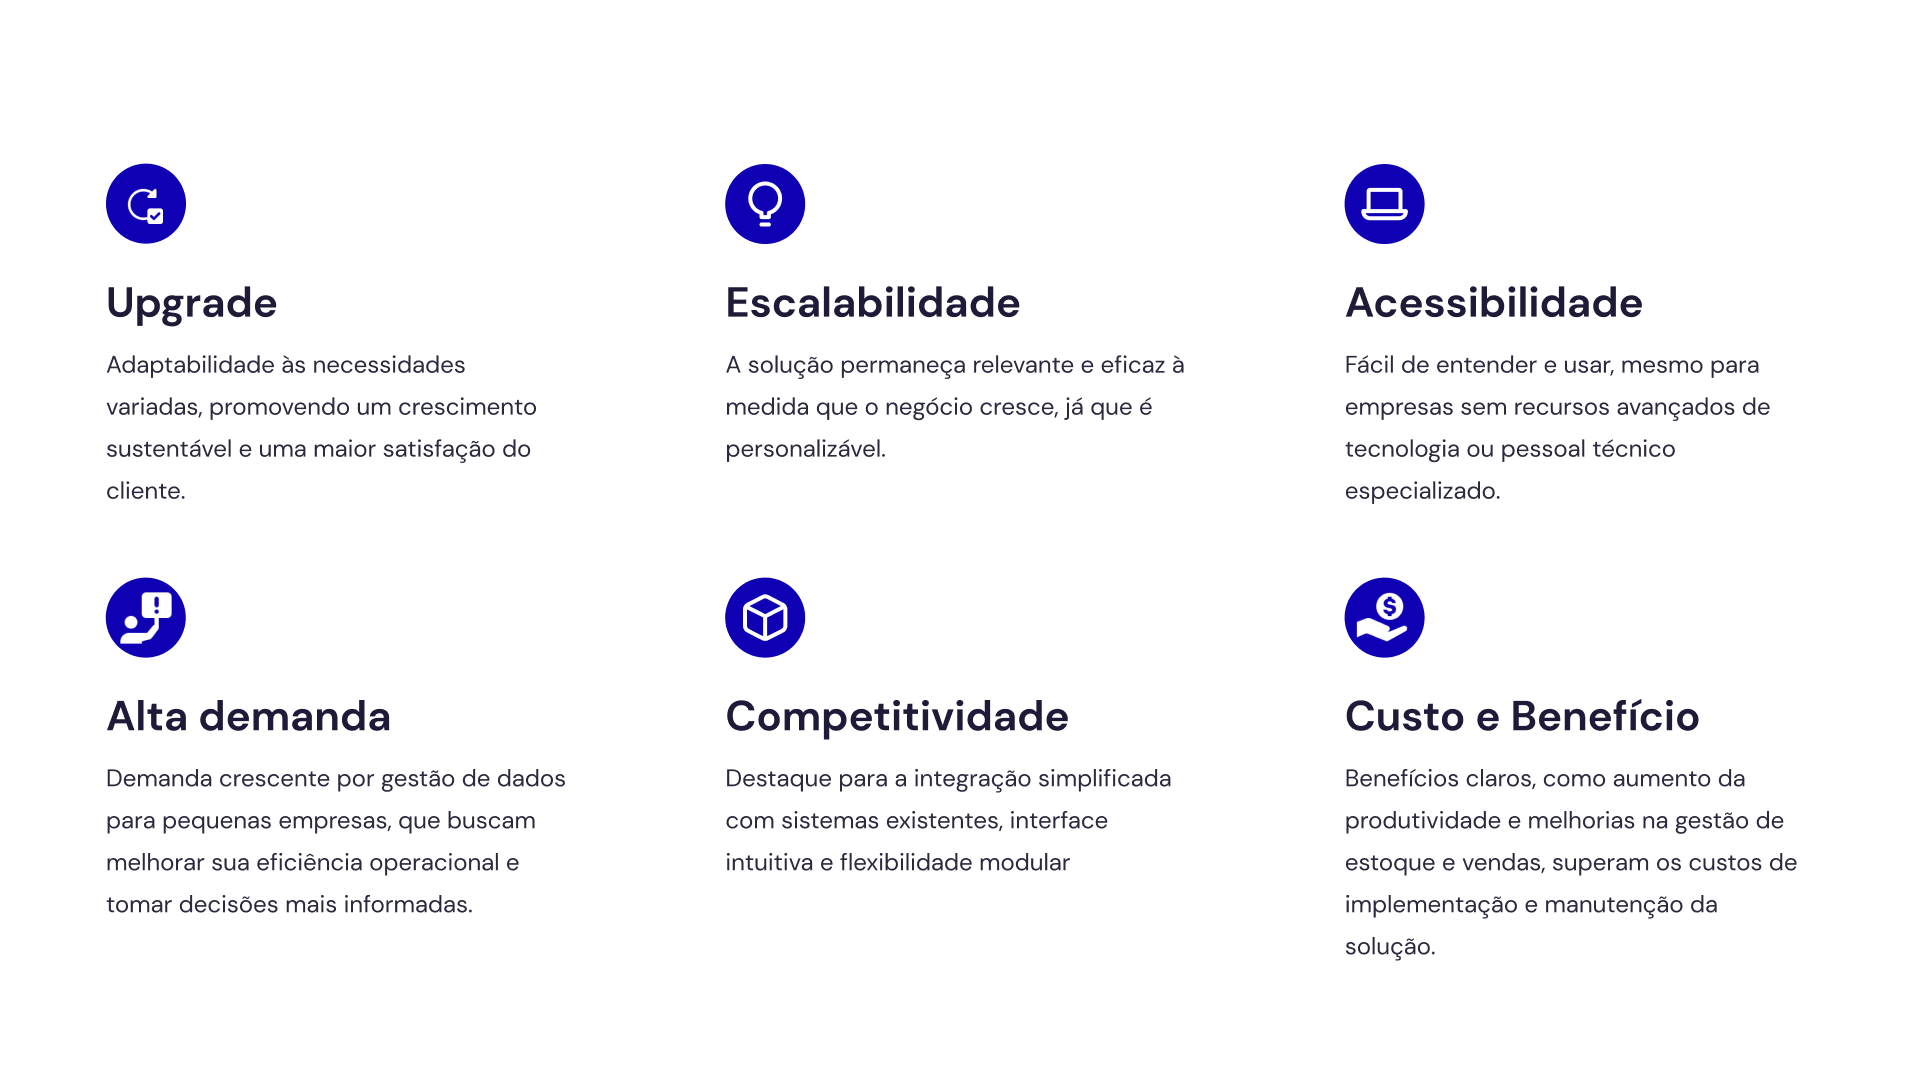 Upgrade
Adaptabilidade às necessidades
variadas, promovendo um crescimento
sustentável e uma maior satisfação do
cliente.
Escalabilidade
A solução permaneça relevante e eficaz à
medida que o negócio cresce, já que é
personalizável.
Acessibilidade
Fácil de entender e usar, mesmo para
empresas sem recursos avançados de
tecnologia ou pessoal técnico
especializado.
Alta demanda
Demanda crescente por gestão de dados
para pequenas empresas, que buscam
melhorar sua eficiência operacional e
tomar decisões mais informadas.
Competitividade
Destaque para a integração simplificada
com sistemas existentes, interface
intuitiva e flexibilidade modular
Custo e Benefício
Benefícios claros, como aumento da
produtividade e melhorias na gestão de
estoque e vendas, superam os custos de
implementação e manutenção da
solução.